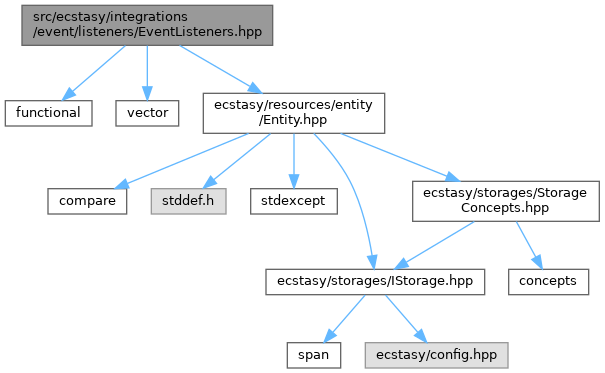 src/ecstasy/integrations
/event/listeners/EventListeners.hpp
functional
vector
ecstasy/resources/entity
/Entity.hpp
compare
stddef.h
stdexcept
ecstasy/storages/Storage
Concepts.hpp
ecstasy/storages/IStorage.hpp
concepts
span
ecstasy/config.hpp